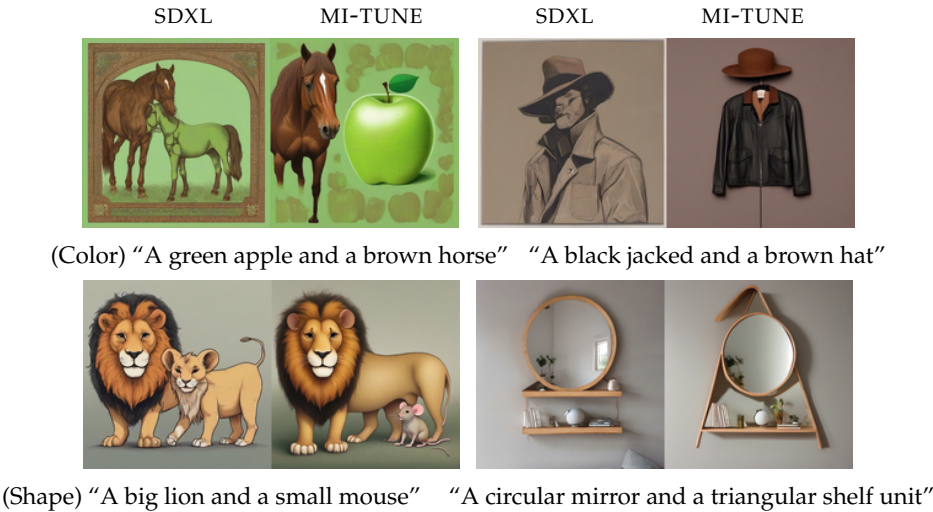 SDXL MI-TUNE SDXL MI-TUNE
(Color) “A green apple and a brown horse” “A black jacked and a brown hat”
(Shape) “A big lion and a small mouse” “A circular mirror and a triangular shelf unit”